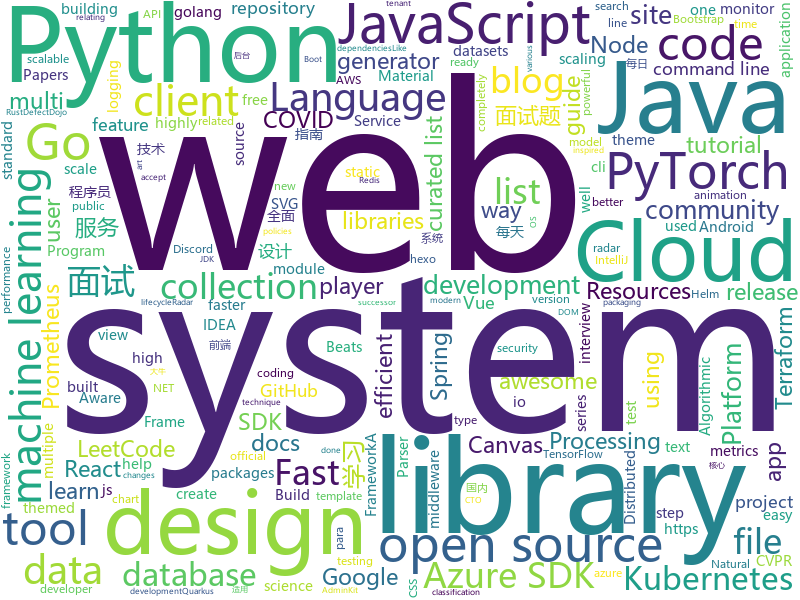 Python
JavaScript
golang
building
API
repository
site
one
monitor
Node
code
command line
scalable
Papers
relating
tenant
Bootstrap
time
search
line
various
application
multi
generator
AWS
Material
dependenciesLike
后台
Boot
datasets
ready
scaling
每日
powerful
client
Language
blog
guide
Java
logging
free
COVID
Service
面试题
completely
RustDefectDojo
feature
highly
related
source
指南
curated list
theme
model
inspired
cli
tutorial
standard
Go
scale
技术
accept
web
list
libraries
way
PyTorch
machine learning
user
程序员
public
static
SVG
全面
Redis
每天
os
well
community
used
Android
服务
Program
new
policies
系统
animation
better
面试
Discord
JDK
设计
module
hexo
radar
IntelliJ
Cloud
performance
Prometheus
collection
player
development
Vue
version
DOM
Resources
release
Helm
packaging
view
lifecycleRadar
faster
IDEA
前端
system
successor
modern
efficient
Spring
security
interview
using
Algorithmic
Platform
Terraform
high
Beats
coding
大牛
NET
technique
GitHub
awesome
series
io
test
built
Aware
Frame
multiple
LeetCode
SDK
学习
type
docs
Canvas
Processing
app
metrics
React
help
js
learn
packages
official
Fast
library
FrameworkA
Parser
middleware
TensorFlow
text
Distributed
framework
themed
chart
create
Build
template
para
open source
project
step
easy
https
file
tool
design
data
database
done
changes
science
testing
Google
developer
developmentQuarkus
适用
azure
AdminKit
classification
CSS
Azure SDK
国内
CTO
核心
Natural
CVPR
Kubernetes